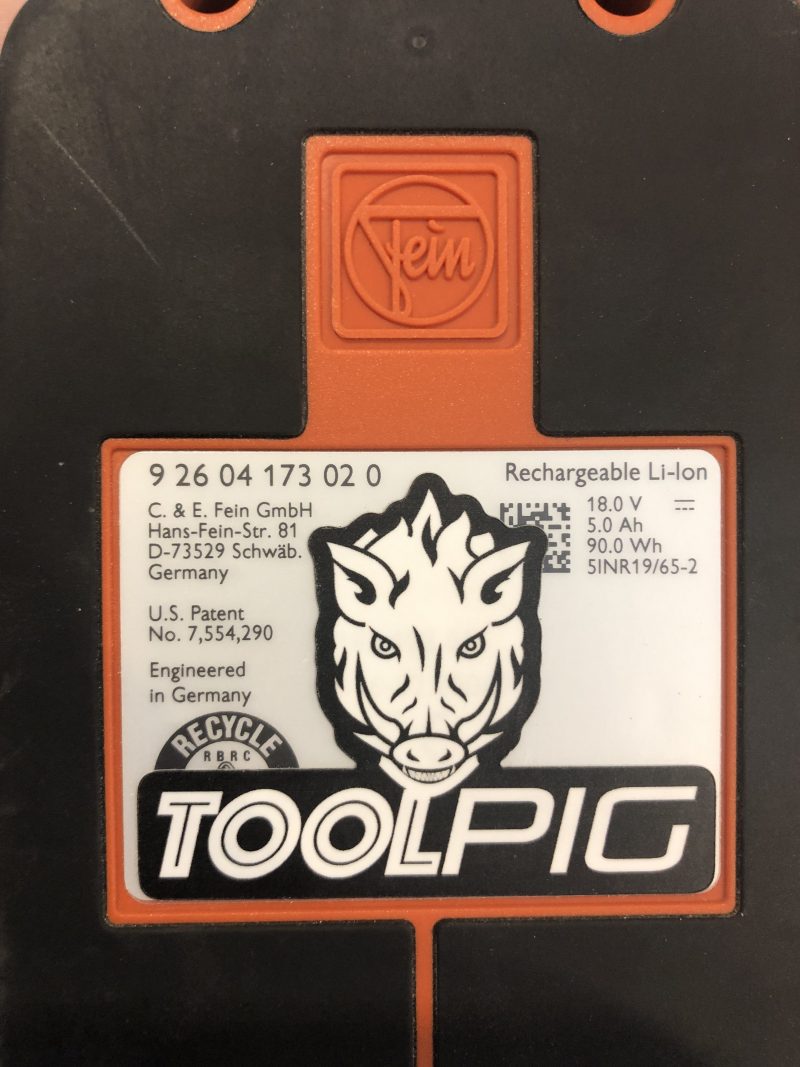 Fein
9 26 04 173 02 0
Rechargeable Li-Ion
C. & E. Fein GmbH
Hans-Fein-Str. 81
D-73529 Schwäb.
Germany
18.0 V
5.0 Ah
90.0 Wh
5INR19/65-2
U.S. Patent
No. 7,554,290
Engineered
in Germany
RECYCLE
RBRC
TOOLPIG